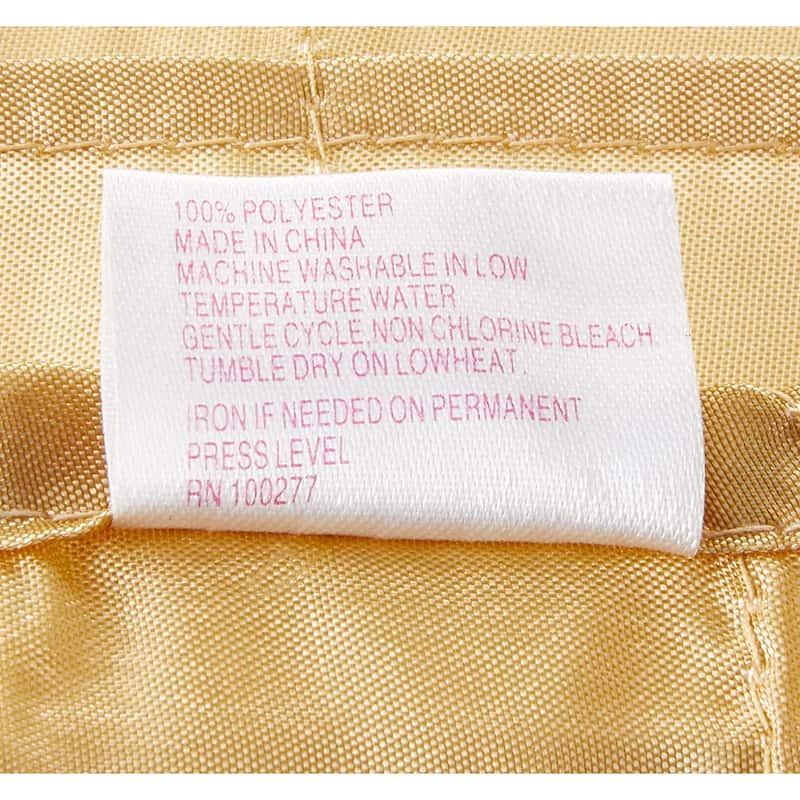 100% POLYESTER
MADE IN CHINA
MACHINE WASHABLE IN LOW
TEMPERATURE WATER
GENTLE CYCLE,NON CHLORINE BLEACH.
TUMBLE DRY ON LOWHEAT.
IRON IF NEEDED ON PERMANENT
PRESS LEVEL
RN 100277